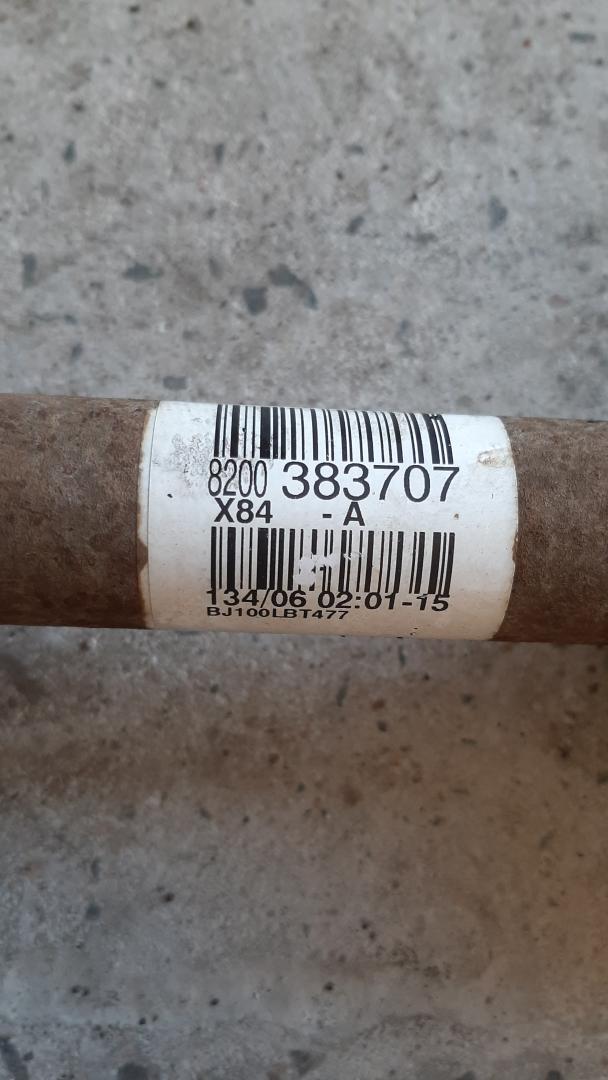 8200 383707
X84 - A
134/06 02:01-15
BJ100LBT477